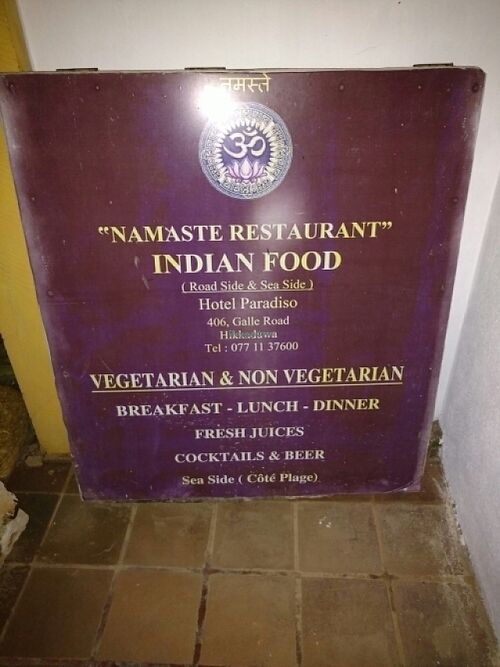 नमस्ते
ॐ
“NAMASTE RESTAURANT”
INDIAN FOOD
( Road Side & Sea Side )
Hotel Paradiso
406, Galle Road
Hikkaduwa
Tel : 077 11 37600
VEGETARIAN & NON VEGETARIAN
BREAKFAST - LUNCH - DINNER
FRESH JUICES
COCKTAILS & BEER
Sea Side ( Côté Plage)